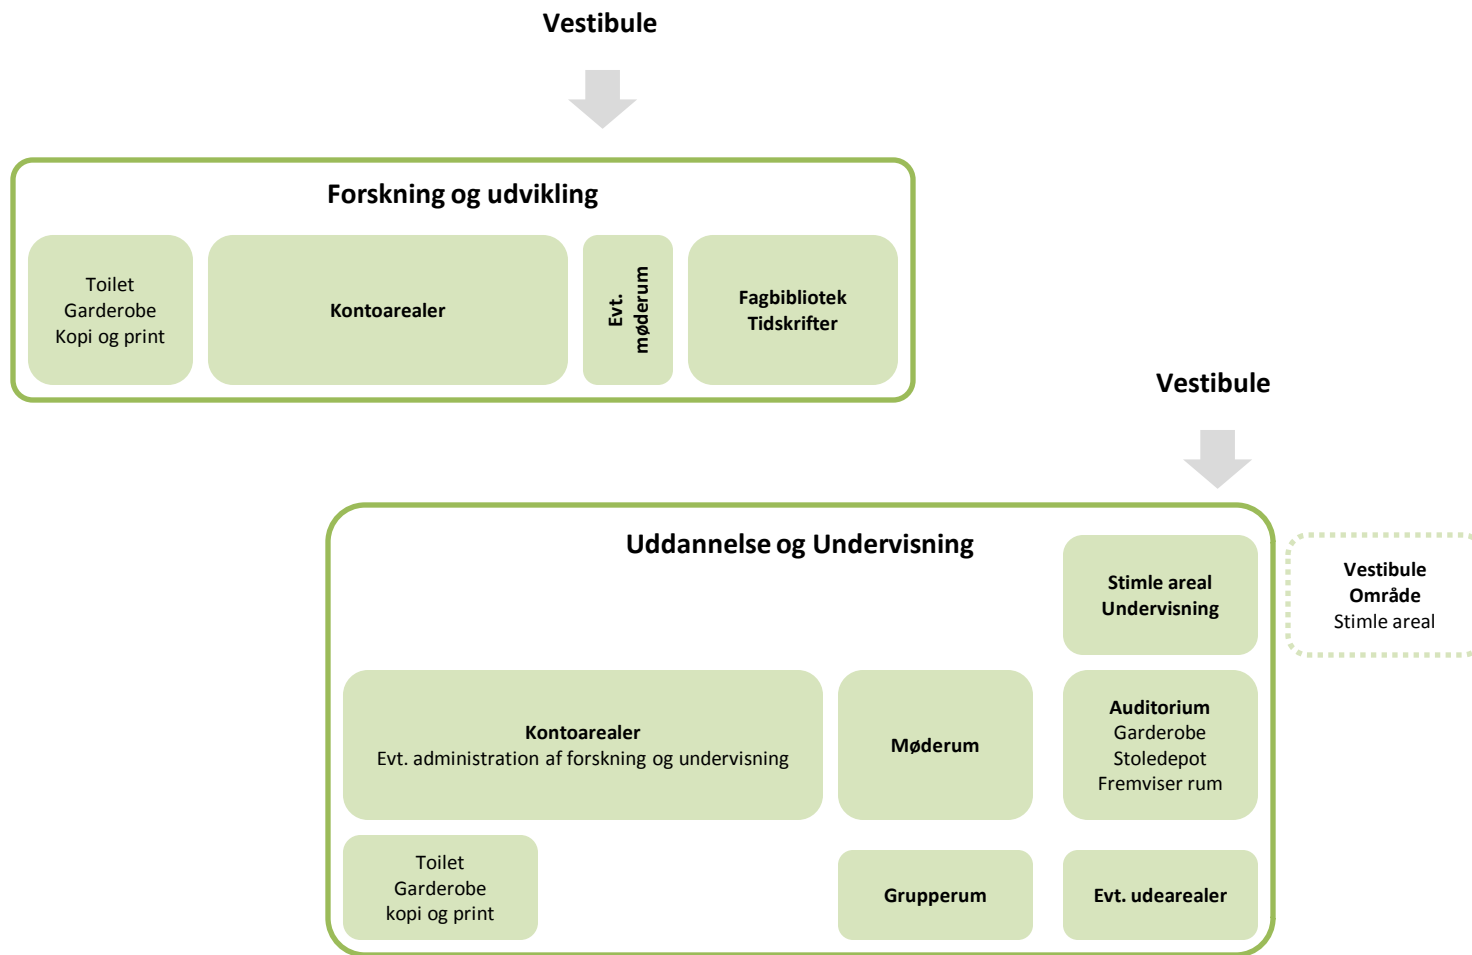 Vestibule
Forskning og udvikling
Toilet
Garderobe
Kopi og print
Kontoarealer
Evt.
møderum
Fagbibliotek
Tidskrifter
Vestibule
Uddannelse og Undervisning
Stimle areal
Undervisning
Vestibule
Område
Stimle areal
Kontoarealer
Evt. administration af forskning og undervisning
Møderum
Auditorium
Garderobe
Stoledepot
Fremviser rum
Toilet
Garderobe
kopi og print
Grupperum
Evt. udearealer